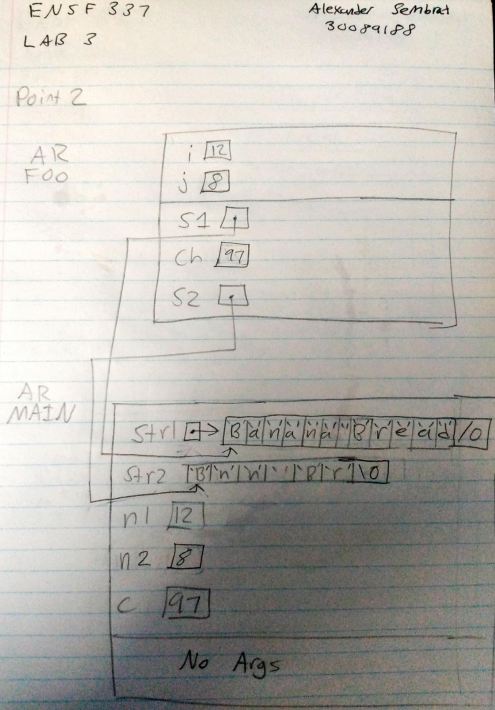 ENSF 337
Alexander Sembrat
30089188
LAB 3
Point 2
AR
FOO
i 12
j 8
S1
Ch 97
S2
AR
MAIN
Str1 'B' 'a' 'n' 'a' 'n' 'a' ' ' 'B' 'r' 'e' 'a' 'd' /0
Str2 'B' 'n' 'n' ' ' 'B' 'r' \0
n1 12
n2 8
c 97
No Args